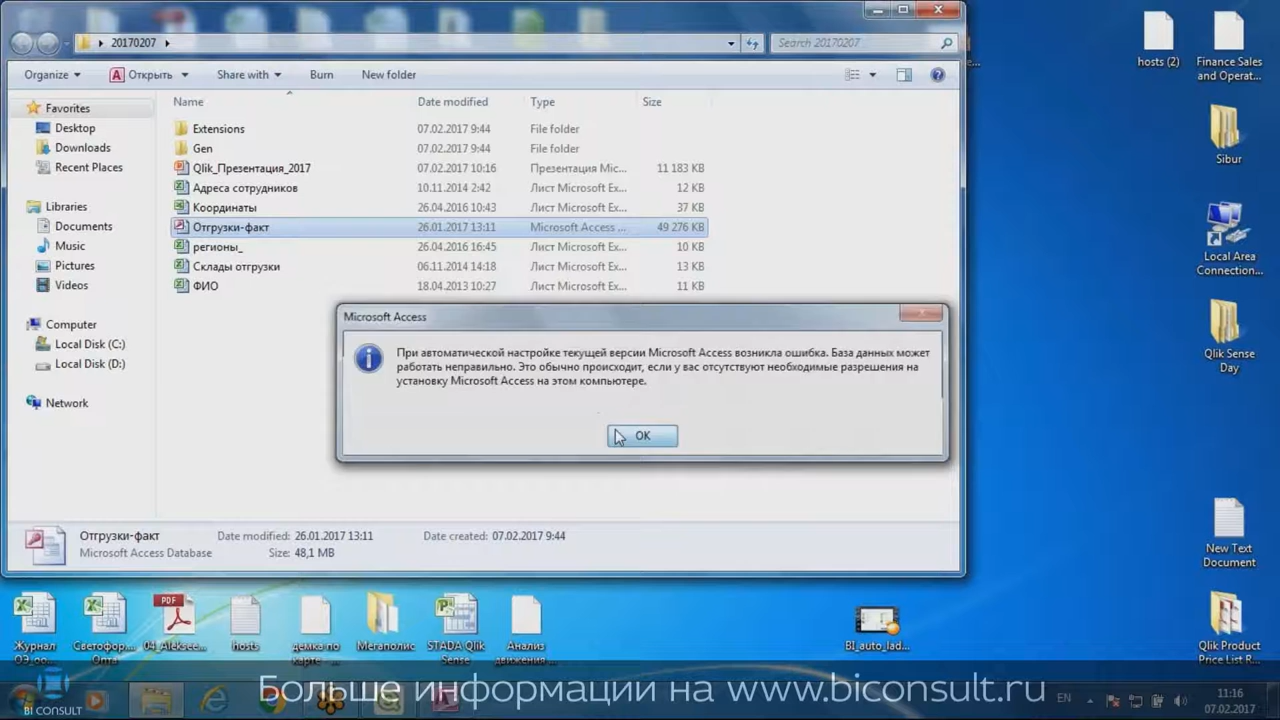 20170207
Search 20170207
Organize
Открыть
Share with
Burn
New folder
Favorites
Desktop
Downloads
Recent Places
Libraries
Documents
Music
Pictures
Videos
Computer
Local Disk (C:)
Local Disk (D:)
Network
Name Date modified Type Size
Extensions 07.02.2017 9:44 File folder
Gen 07.02.2017 9:44 File folder
Qlik_Презентация_2017 07.02.2017 10:16 Презентация Mic... 11 183 KB
Адреса сотрудников 10.11.2014 2:42 Лист Microsoft Ex... 12 KB
Координаты 26.04.2016 10:43 Лист Microsoft Ex... 37 KB
Отгрузки-факт 26.01.2017 13:11 Microsoft Access ... 49 276 KB
регионы_ 26.04.2016 16:45 Лист Microsoft Ex... 10 KB
Склады отгрузки 06.11.2014 14:18 Лист Microsoft Ex... 13 KB
ФИО 18.04.2013 10:27 Лист Microsoft Ex... 11 KB
Microsoft Access
При автоматической настройке текущей версии Microsoft Access возникла ошибка. База данных может
работать неправильно. Это обычно происходит, если у вас отсутствуют необходимые разрешения на
установку Microsoft Access на этом компьютере.
OK
Отгрузки-факт Date modified: 26.01.2017 13:11 Date created: 07.02.2017 9:44
Microsoft Access Database Size: 48,1 MB
hosts (2)
Finance Sales
and Operat...
Sibur
Local Area
Connection...
Qlik Sense
Day
New Text
Document
Qlik Product
Price List R...
Журнал
ОЭ_оо...
Светофор...
Опта
PDF
04_Aleksee...
hosts
демка по
карте
Мегаполис
STADA Qlik
Sense
Анализ
движения ...
BI_auto_lad...
Больше информации на www.biconsult.ru
BI CONSULT
EN
11:16
07.02.2017